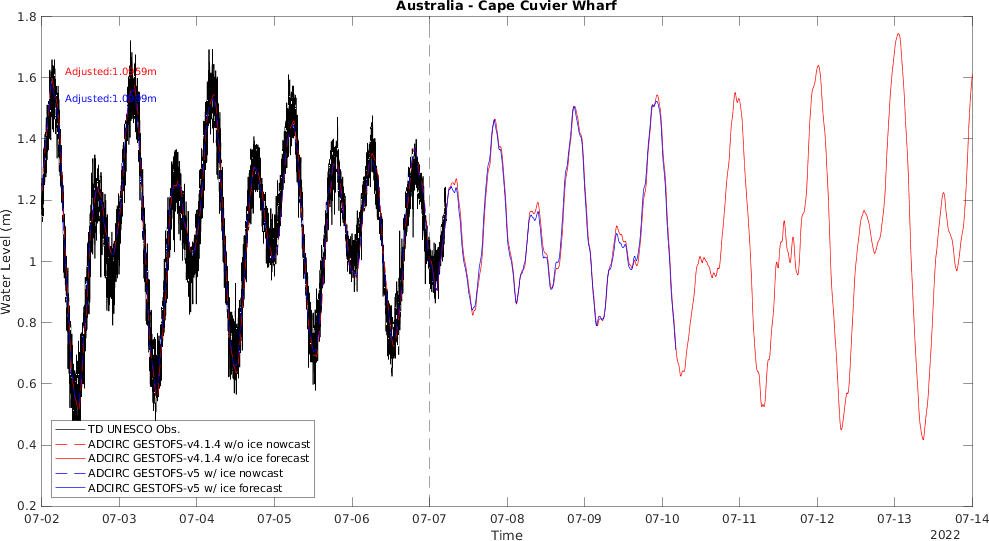 Australia - Cape Cuvier Wharf
Water Level (m)
1.8
1.6
1.4
1.2
1
0.8
0.6
0.4
0.2
TD UNESCO Obs.
ADCIRC GESTOFS-v4.1.4 w/o ice nowcast
ADCIRC GESTOFS-v4.1.4 w/o ice forecast
ADCIRC GESTOFS-v5 w/ ice nowcast
ADCIRC GESTOFS-v5 w/ ice forecast
07-02 07-03 07-04 07-05 07-06 07-07 07-08 07-09 07-10 07-11 07-12 07-13 07-14
Time
2022